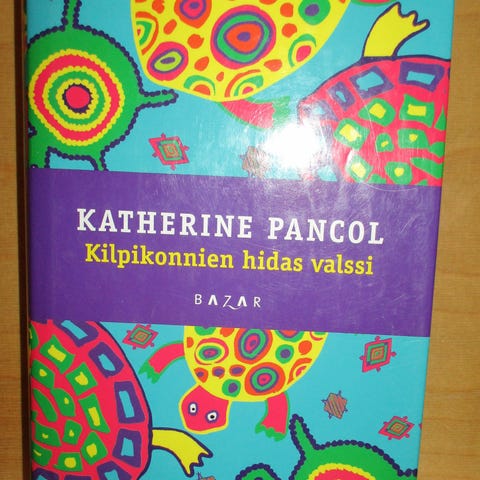 KATHERINE PANCOL
Kilpikonnien hidas valssi
BAZAR